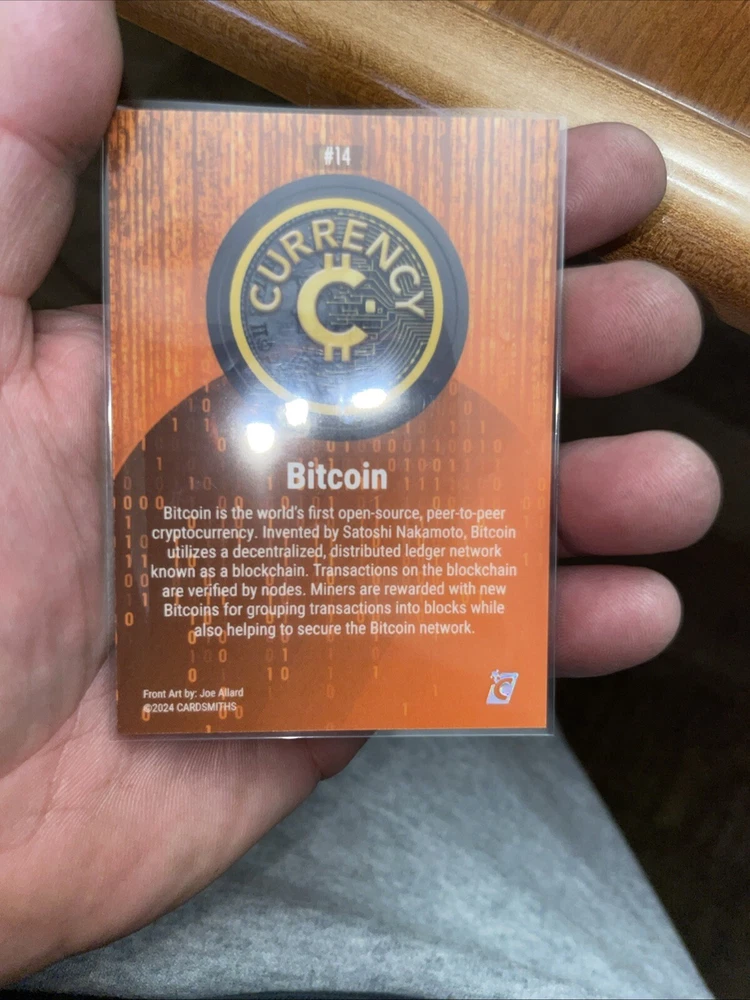 #14
CURRENCY
Bitcoin
Bitcoin is the world's first open-source, peer-to-peer
cryptocurrency. Invented by Satoshi Nakamoto, Bitcoin
utilizes a decentralized, distributed ledger network
known as a blockchain. Transactions on the blockchain
are verified by nodes. Miners are rewarded with new
Bitcoins for grouping transactions into blocks while
also helping to secure the Bitcoin network.
Front Art by: Joe Allard
©2024 CARDSMITHS